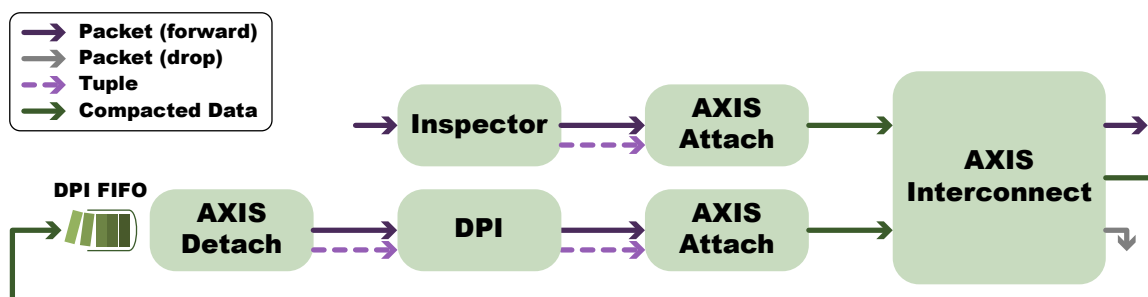 Packet (forward)
Packet (drop)
Tuple
Compacted Data
Inspector
AXIS
Attach
AXIS
Interconnect
DPI FIFO
AXIS
Detach
DPI
AXIS
Attach